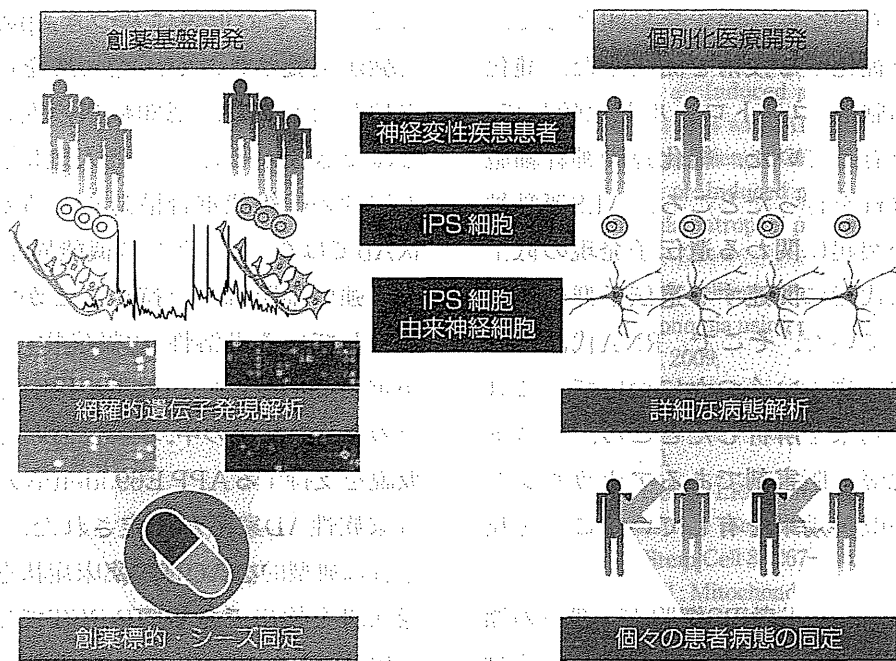 創薬基盤開発
個別化医療開発
神経変性疾患患者
iPS 細胞
iPS 細胞
由来神経細胞
網羅的遺伝子発現解析
詳細な病態解析
創薬標的・シーズ同定
個々の患者病態の同定